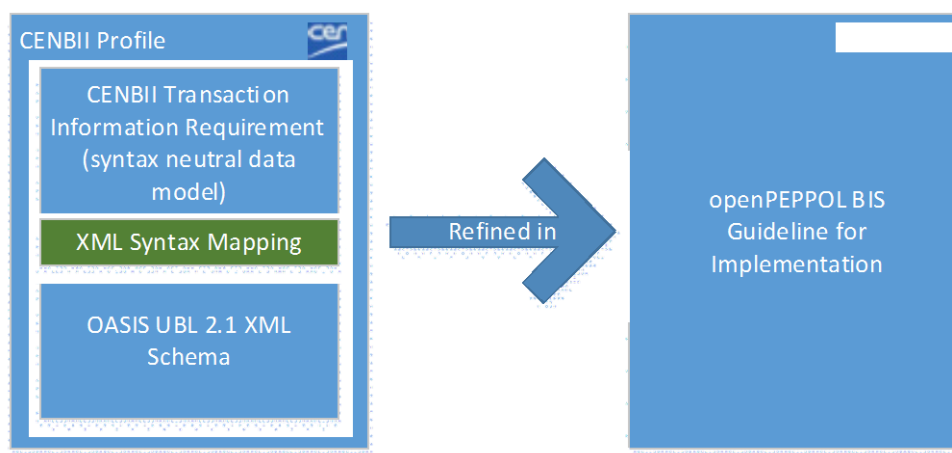 CENBII Profile
cen
CENBII Transaction
Information Requirement
(syntax neutral data
model)
XML Syntax Mapping
OASIS UBL 2.1 XML
Schema
Refined in
openPEPPOL BIS
Guideline for
Implementation